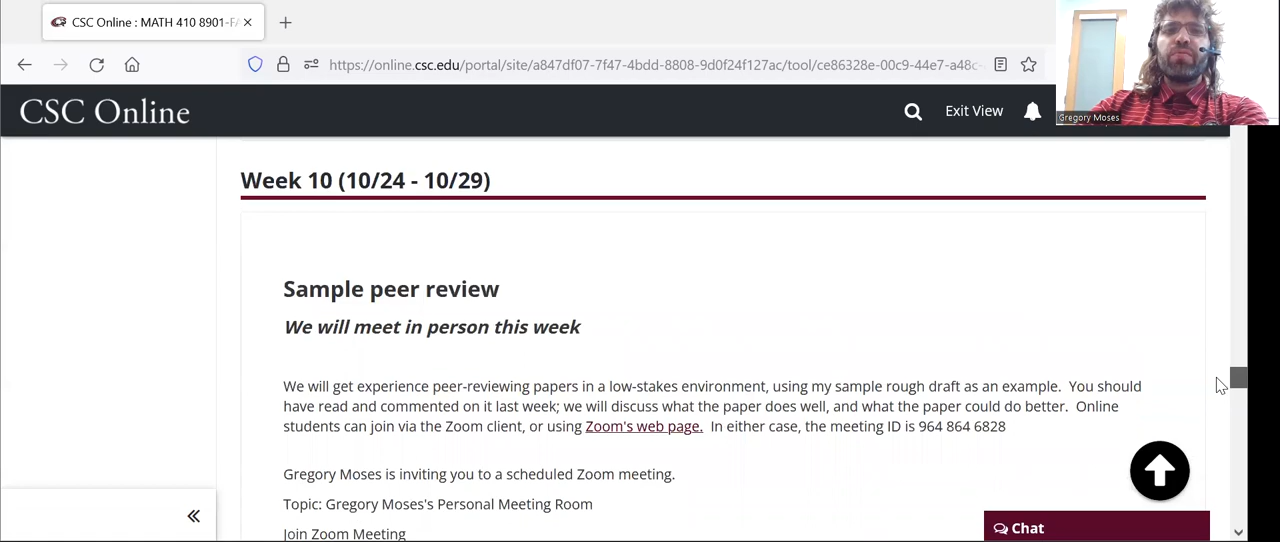 CSC Online : MATH 410 8901-FA
https://online.csc.edu/portal/site/a847df07-7f47-4bdd-8808-9d0f24f127ac/tool/ce86328e-00c9-44e7-a48c-
CSC Online
Exit View
Gregory Moses
Week 10 (10/24 - 10/29)
Sample peer review
We will meet in person this week
We will get experience peer-reviewing papers in a low-stakes environment, using my sample rough draft as an example. You should
have read and commented on it last week; we will discuss what the paper does well, and what the paper could do better. Online
students can join via the Zoom client, or using Zoom's web page. In either case, the meeting ID is 964 864 6828
Gregory Moses is inviting you to a scheduled Zoom meeting.
Topic: Gregory Moses's Personal Meeting Room
Join Zoom Meeting
Chat